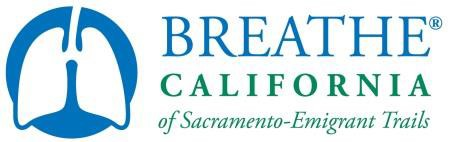 BREATHE®
CALIFORNIA
of Sacramento-Emigrant Trails